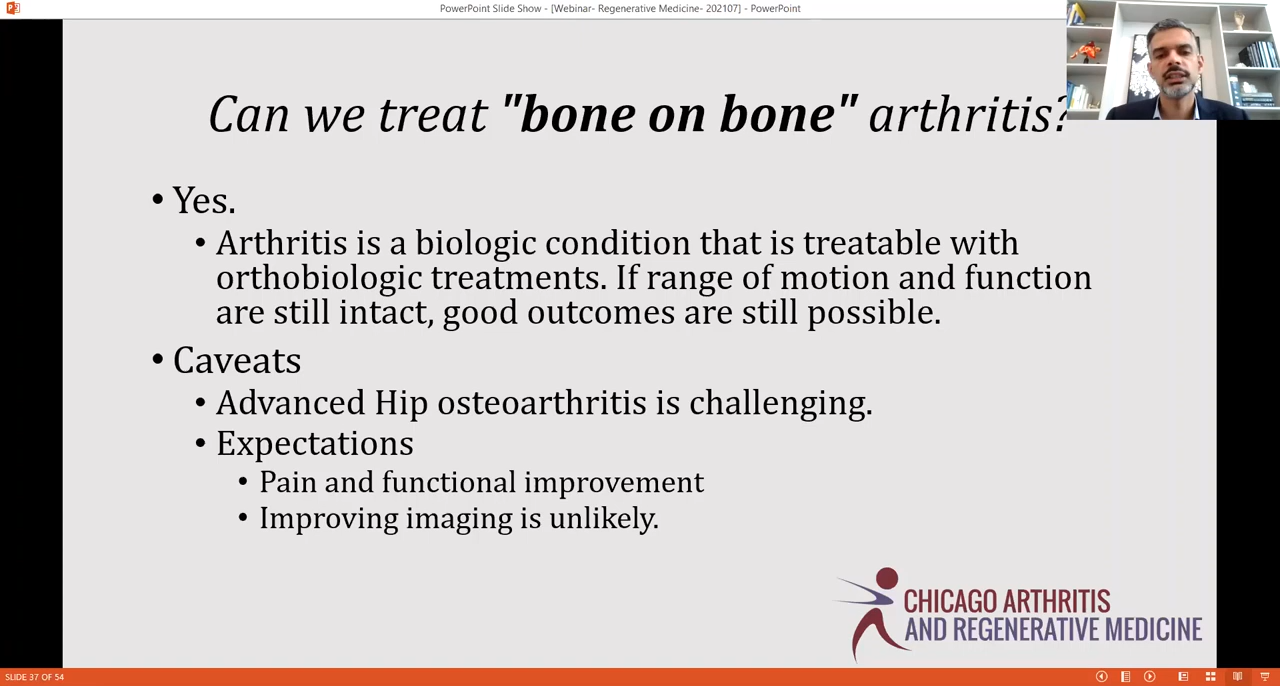 PowerPoint Slide Show - [Webinar- Regenerative Medicine- 202107] - PowerPoint
Can we treat "bone on bone" arthritis?
• Yes.
• Arthritis is a biologic condition that is treatable with
orthobiologic treatments. If range of motion and function
are still intact, good outcomes are still possible.
• Caveats
• Advanced Hip osteoarthritis is challenging.
• Expectations
• Pain and functional improvement
• Improving imaging is unlikely.
CHICAGO ARTHRITIS
AND REGENERATIVE MEDICINE
SLIDE 37 OF 54